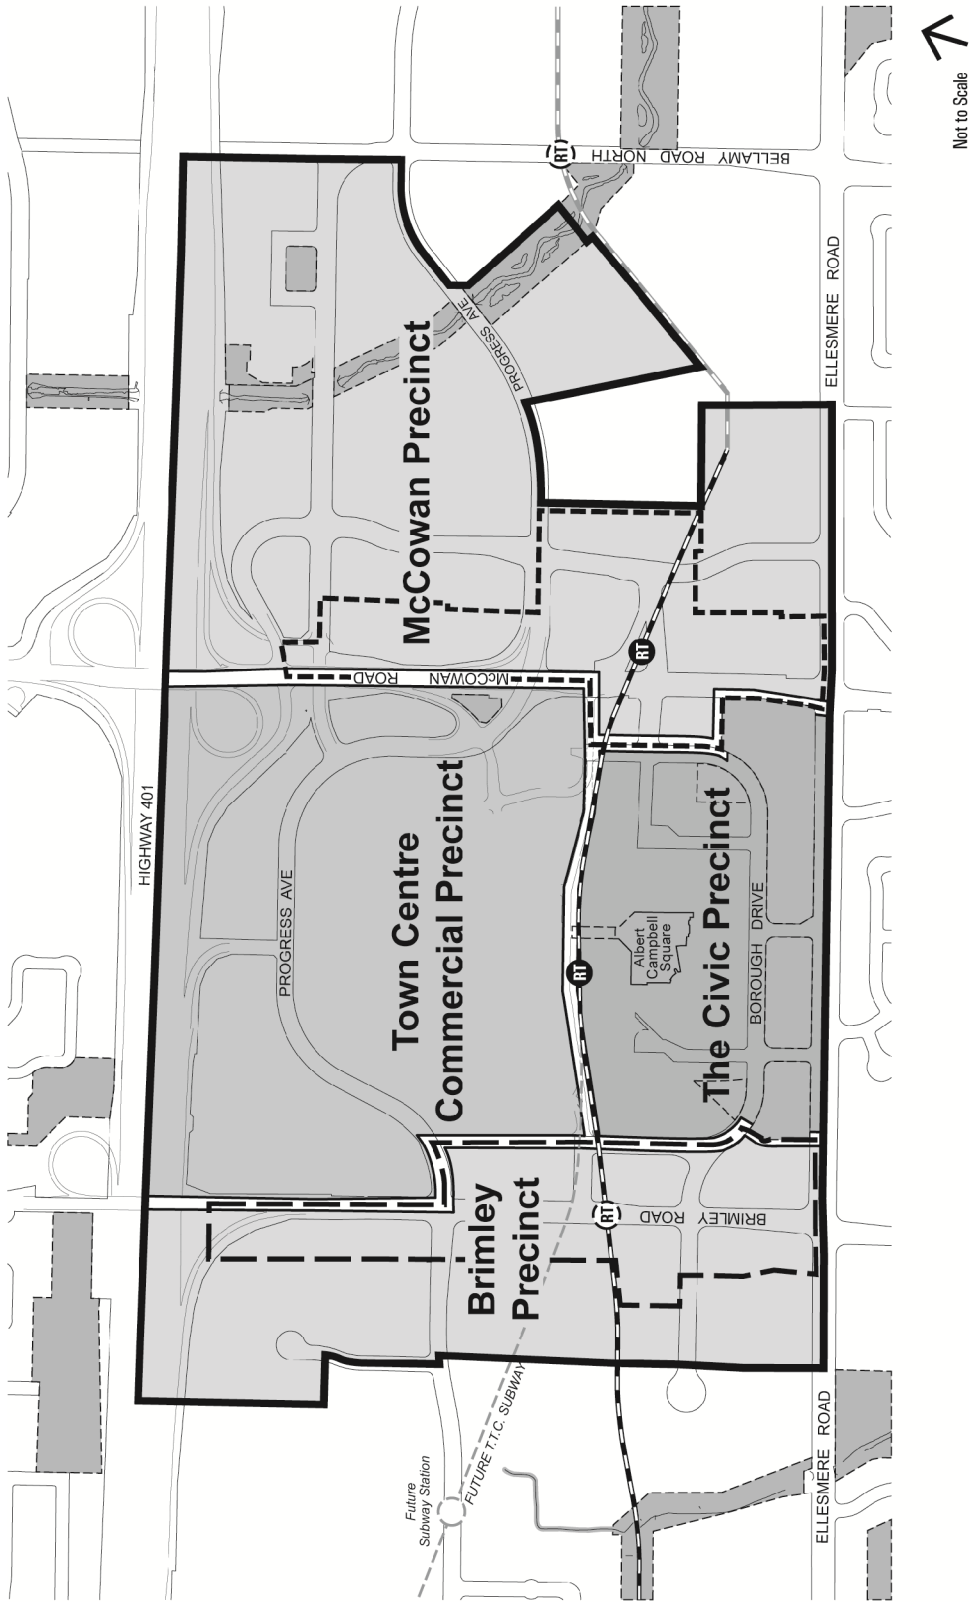 Not to Scale
BELLAMY ROAD NORTH
RT
ELLESMERE ROAD
PROGRESS AVE
McCowan Precinct
RT
McCOWAN ROAD
HIGHWAY 401
PROGRESS AVE
Town Centre
Commercial Precinct
RT
Albert
Campbell
Square
The Civic Precinct
BOROUGH DRIVE
Brimley
Precinct
RT
BRIMLEY ROAD
FUTURE T.T.C. SUBWAY
Future
Subway Station
ELLESMERE ROAD